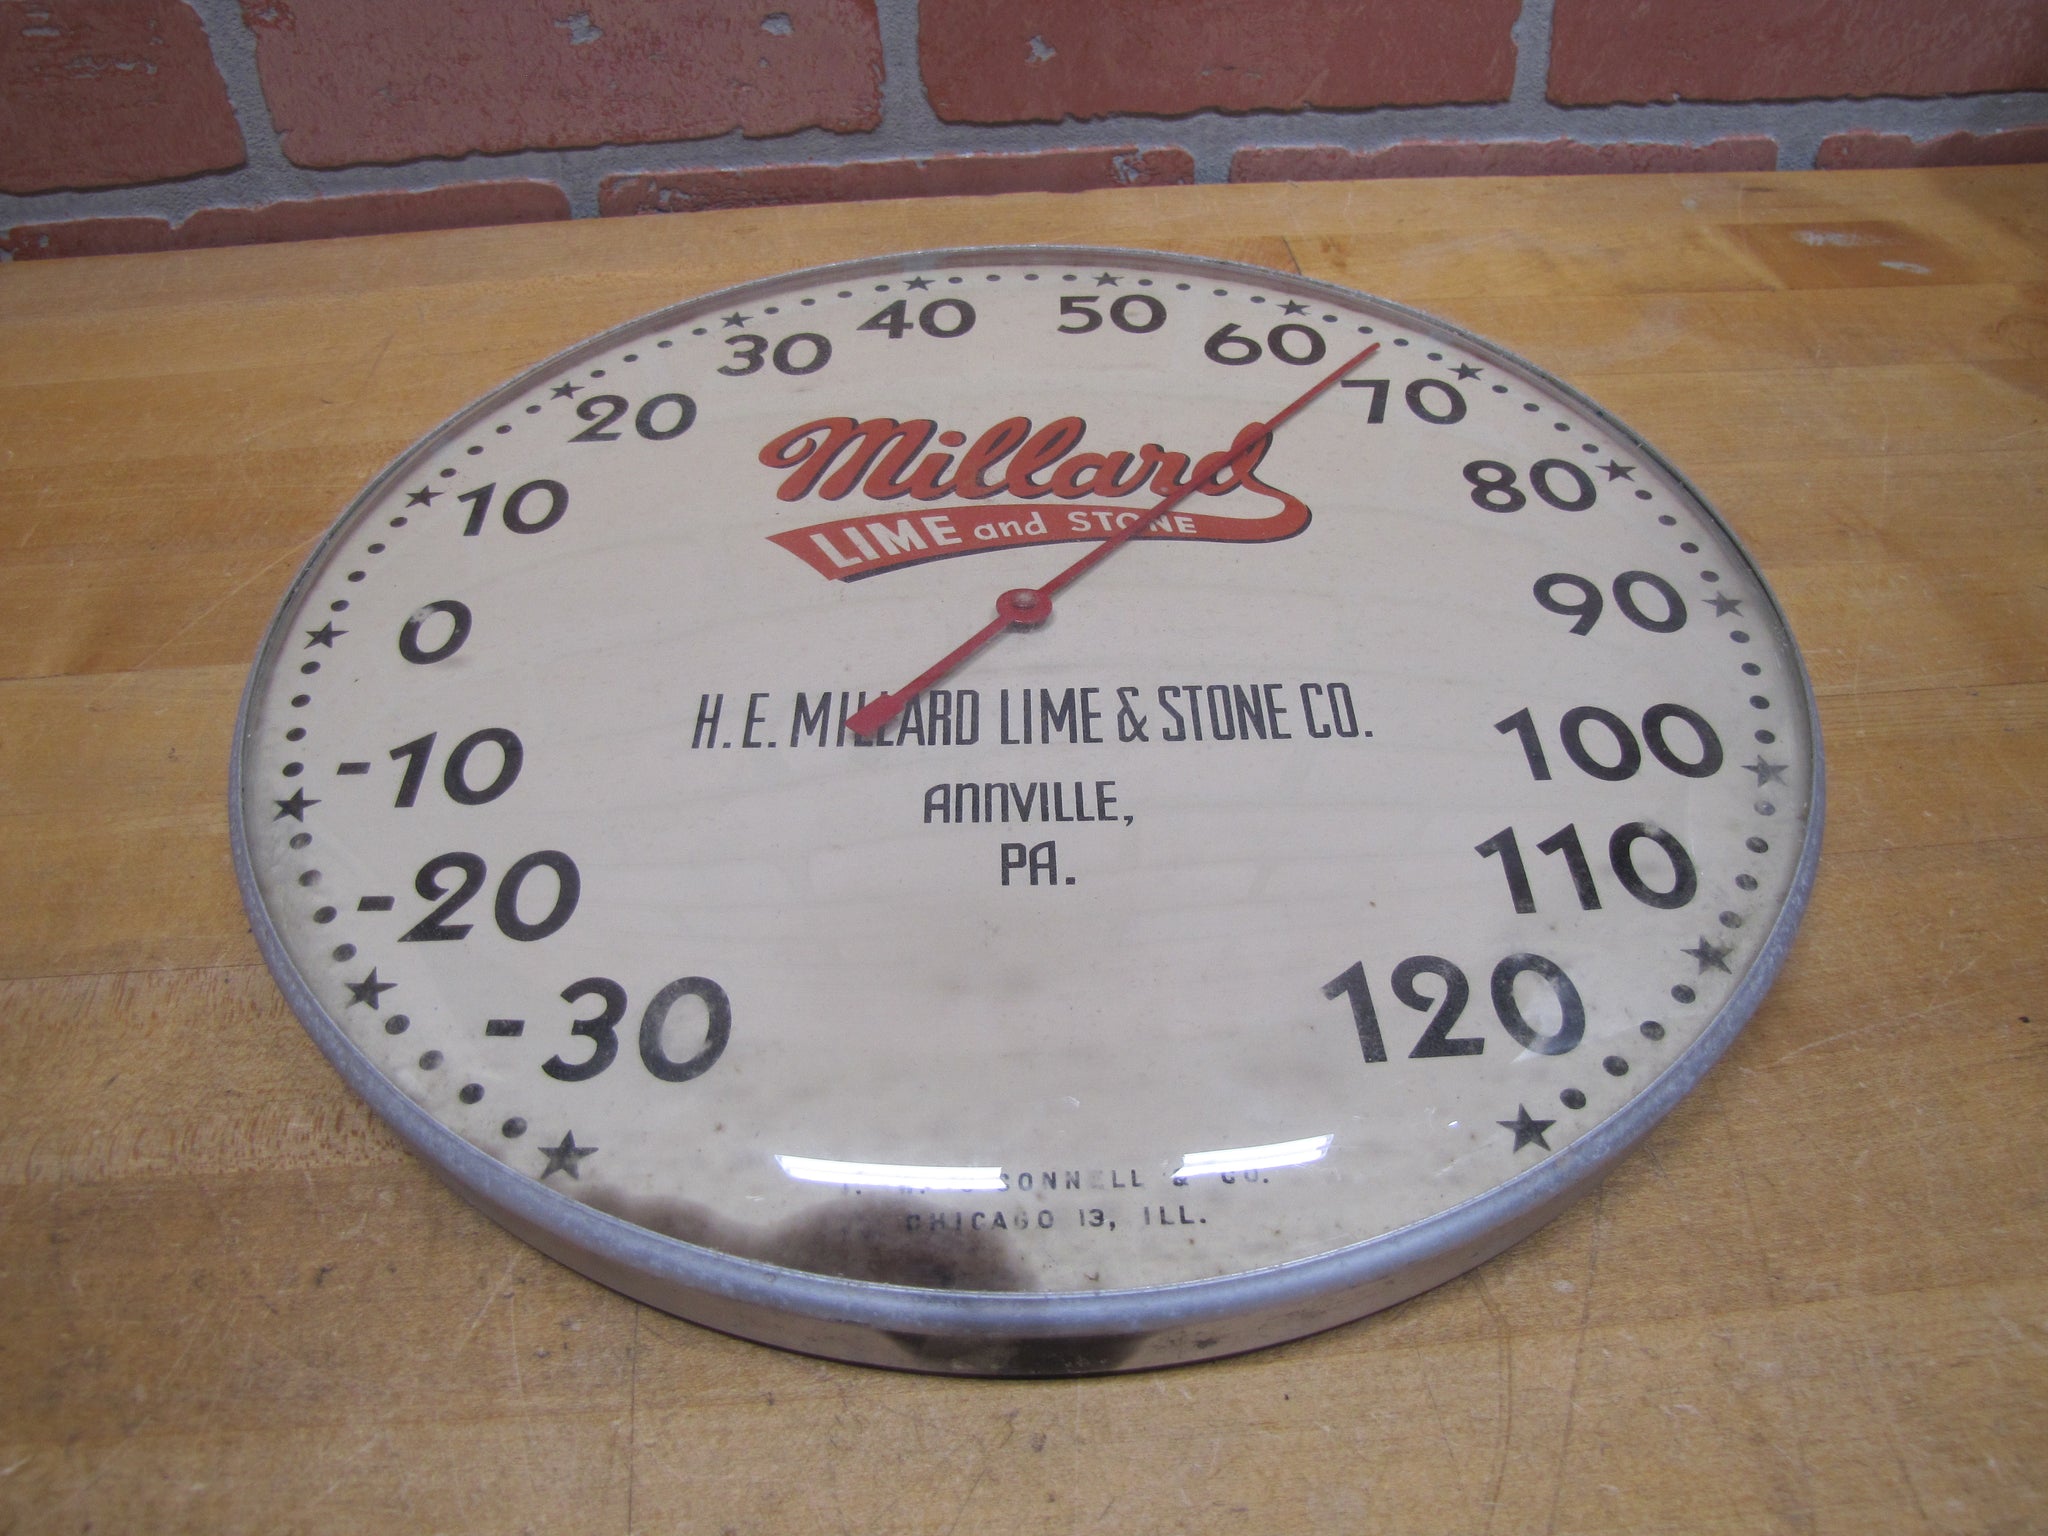 40 50
30 60
20 70
10 80
0 90
-10 100
-20 110
-30 120
Millard
LIME and STONE
H. E. MILLARD LIME & STONE CO.
ANNVILLE,
PA.
& CO.
CHICAGO 13, ILL.